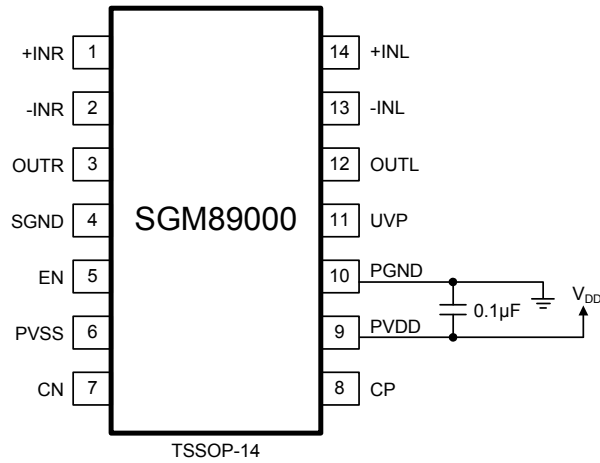 +INR 1 14 +INL
-INR 2 13 -INL
OUTR 3 12 OUTL
SGND 4 SGM89000 11 UVP
EN 5 10 PGND
0.1µF VDD
PVSS 6 9 PVDD
CN 7 8 CP
TSSOP-14